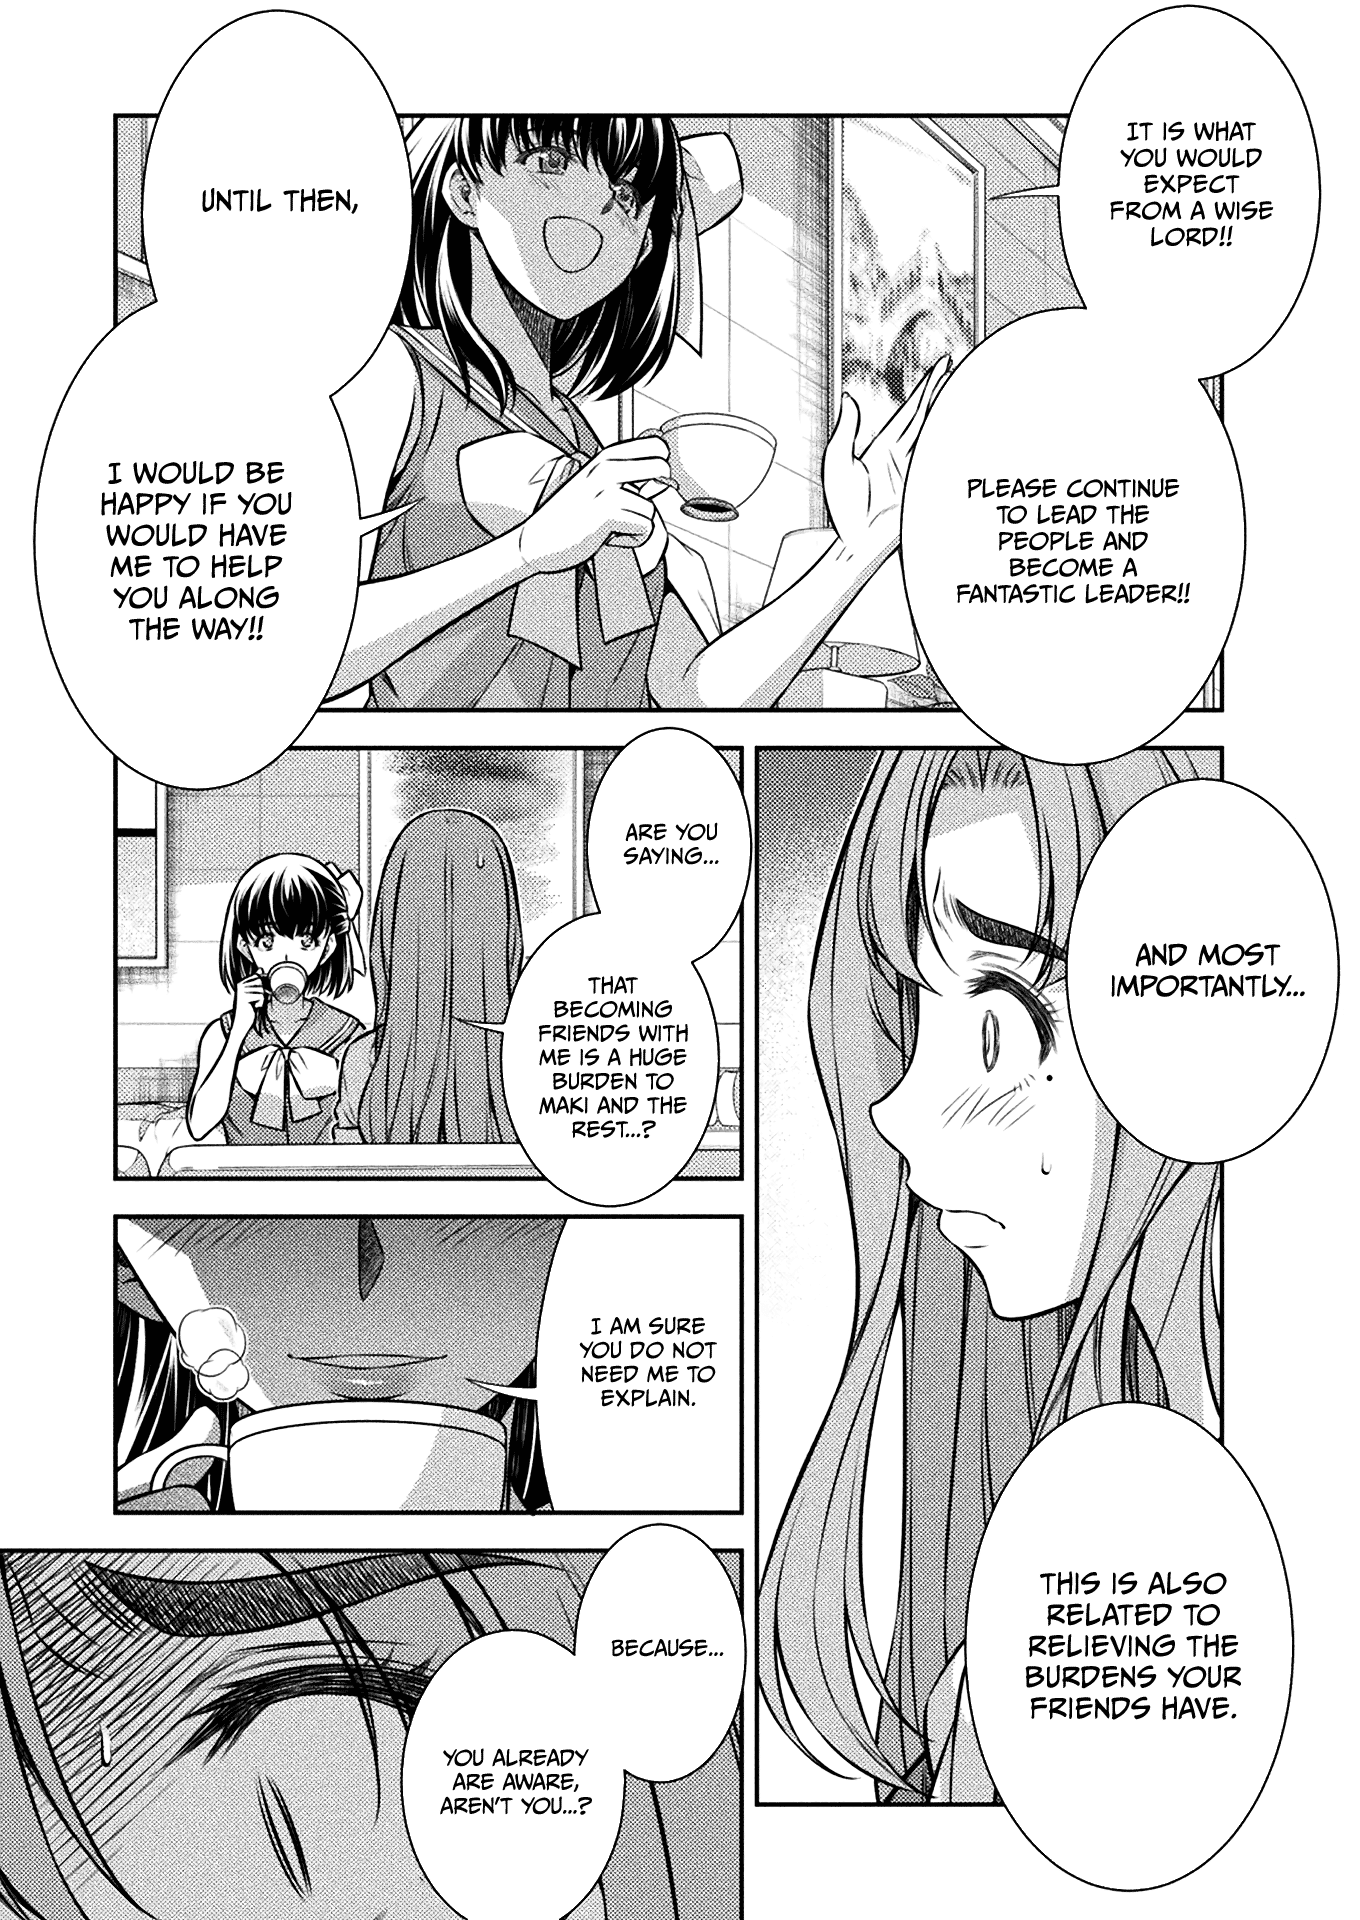 IT IS WHAT
YOU WOULD
EXPECT
FROM A WISE
LORD!!
PLEASE CONTINUE
TO LEAD THE
PEOPLE AND
BECOME A
FANTASTIC LEADER!!
UNTIL THEN,
I WOULD BE
HAPPY IF YOU
WOULD HAVE
ME TO HELP
YOU ALONG
THE WAY!!
AND MOST
IMPORTANTLY...
THIS IS ALSO
RELATED TO
RELIEVING THE
BURDENS YOUR
FRIENDS HAVE.
ARE YOU
SAYING...
THAT
BECOMING
FRIENDS WITH
ME IS A HUGE
BURDEN TO
MAKI AND THE
REST...?
I AM SURE
YOU DO NOT
NEED ME TO
EXPLAIN.
BECAUSE...
YOU ALREADY
ARE AWARE,
AREN'T YOU...?